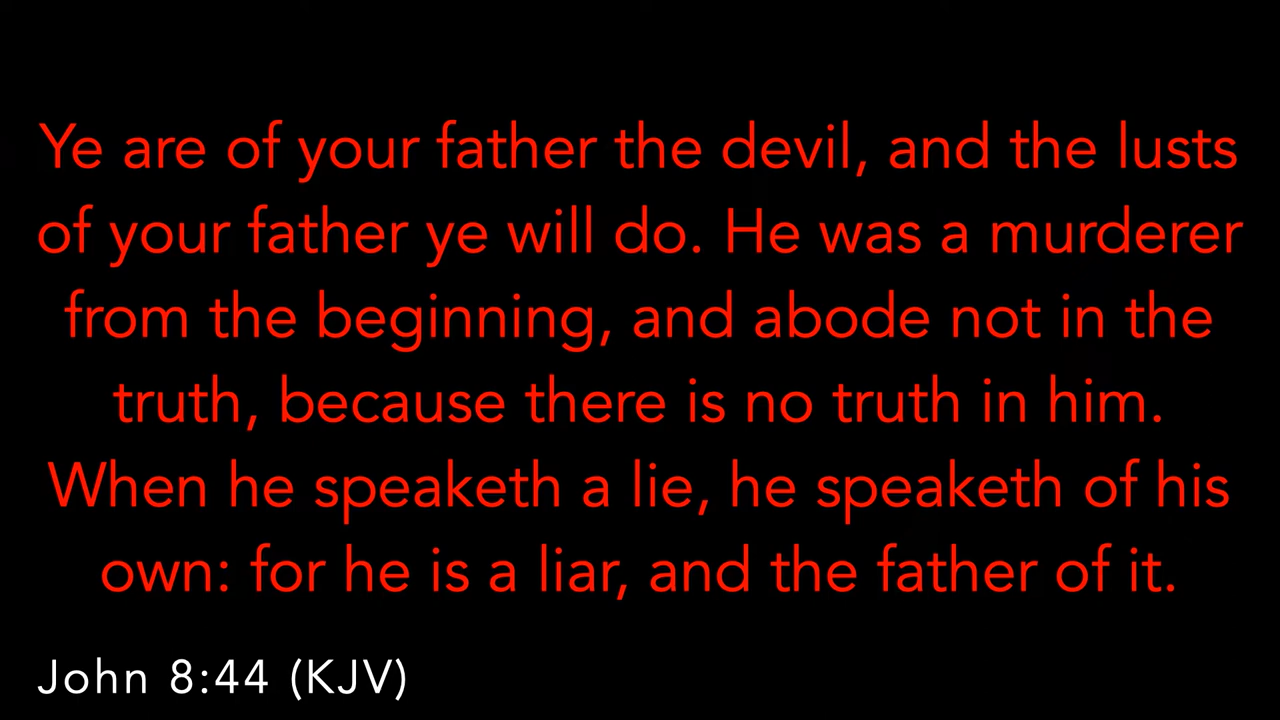 Ye are of your father the devil, and the lusts
of your father ye will do. He was a murderer
from the beginning, and abode not in the
truth, because there is no truth in him.
When he speaketh a lie, he speaketh of his
own: for he is a liar, and the father of it.
John 8:44 (KJV)